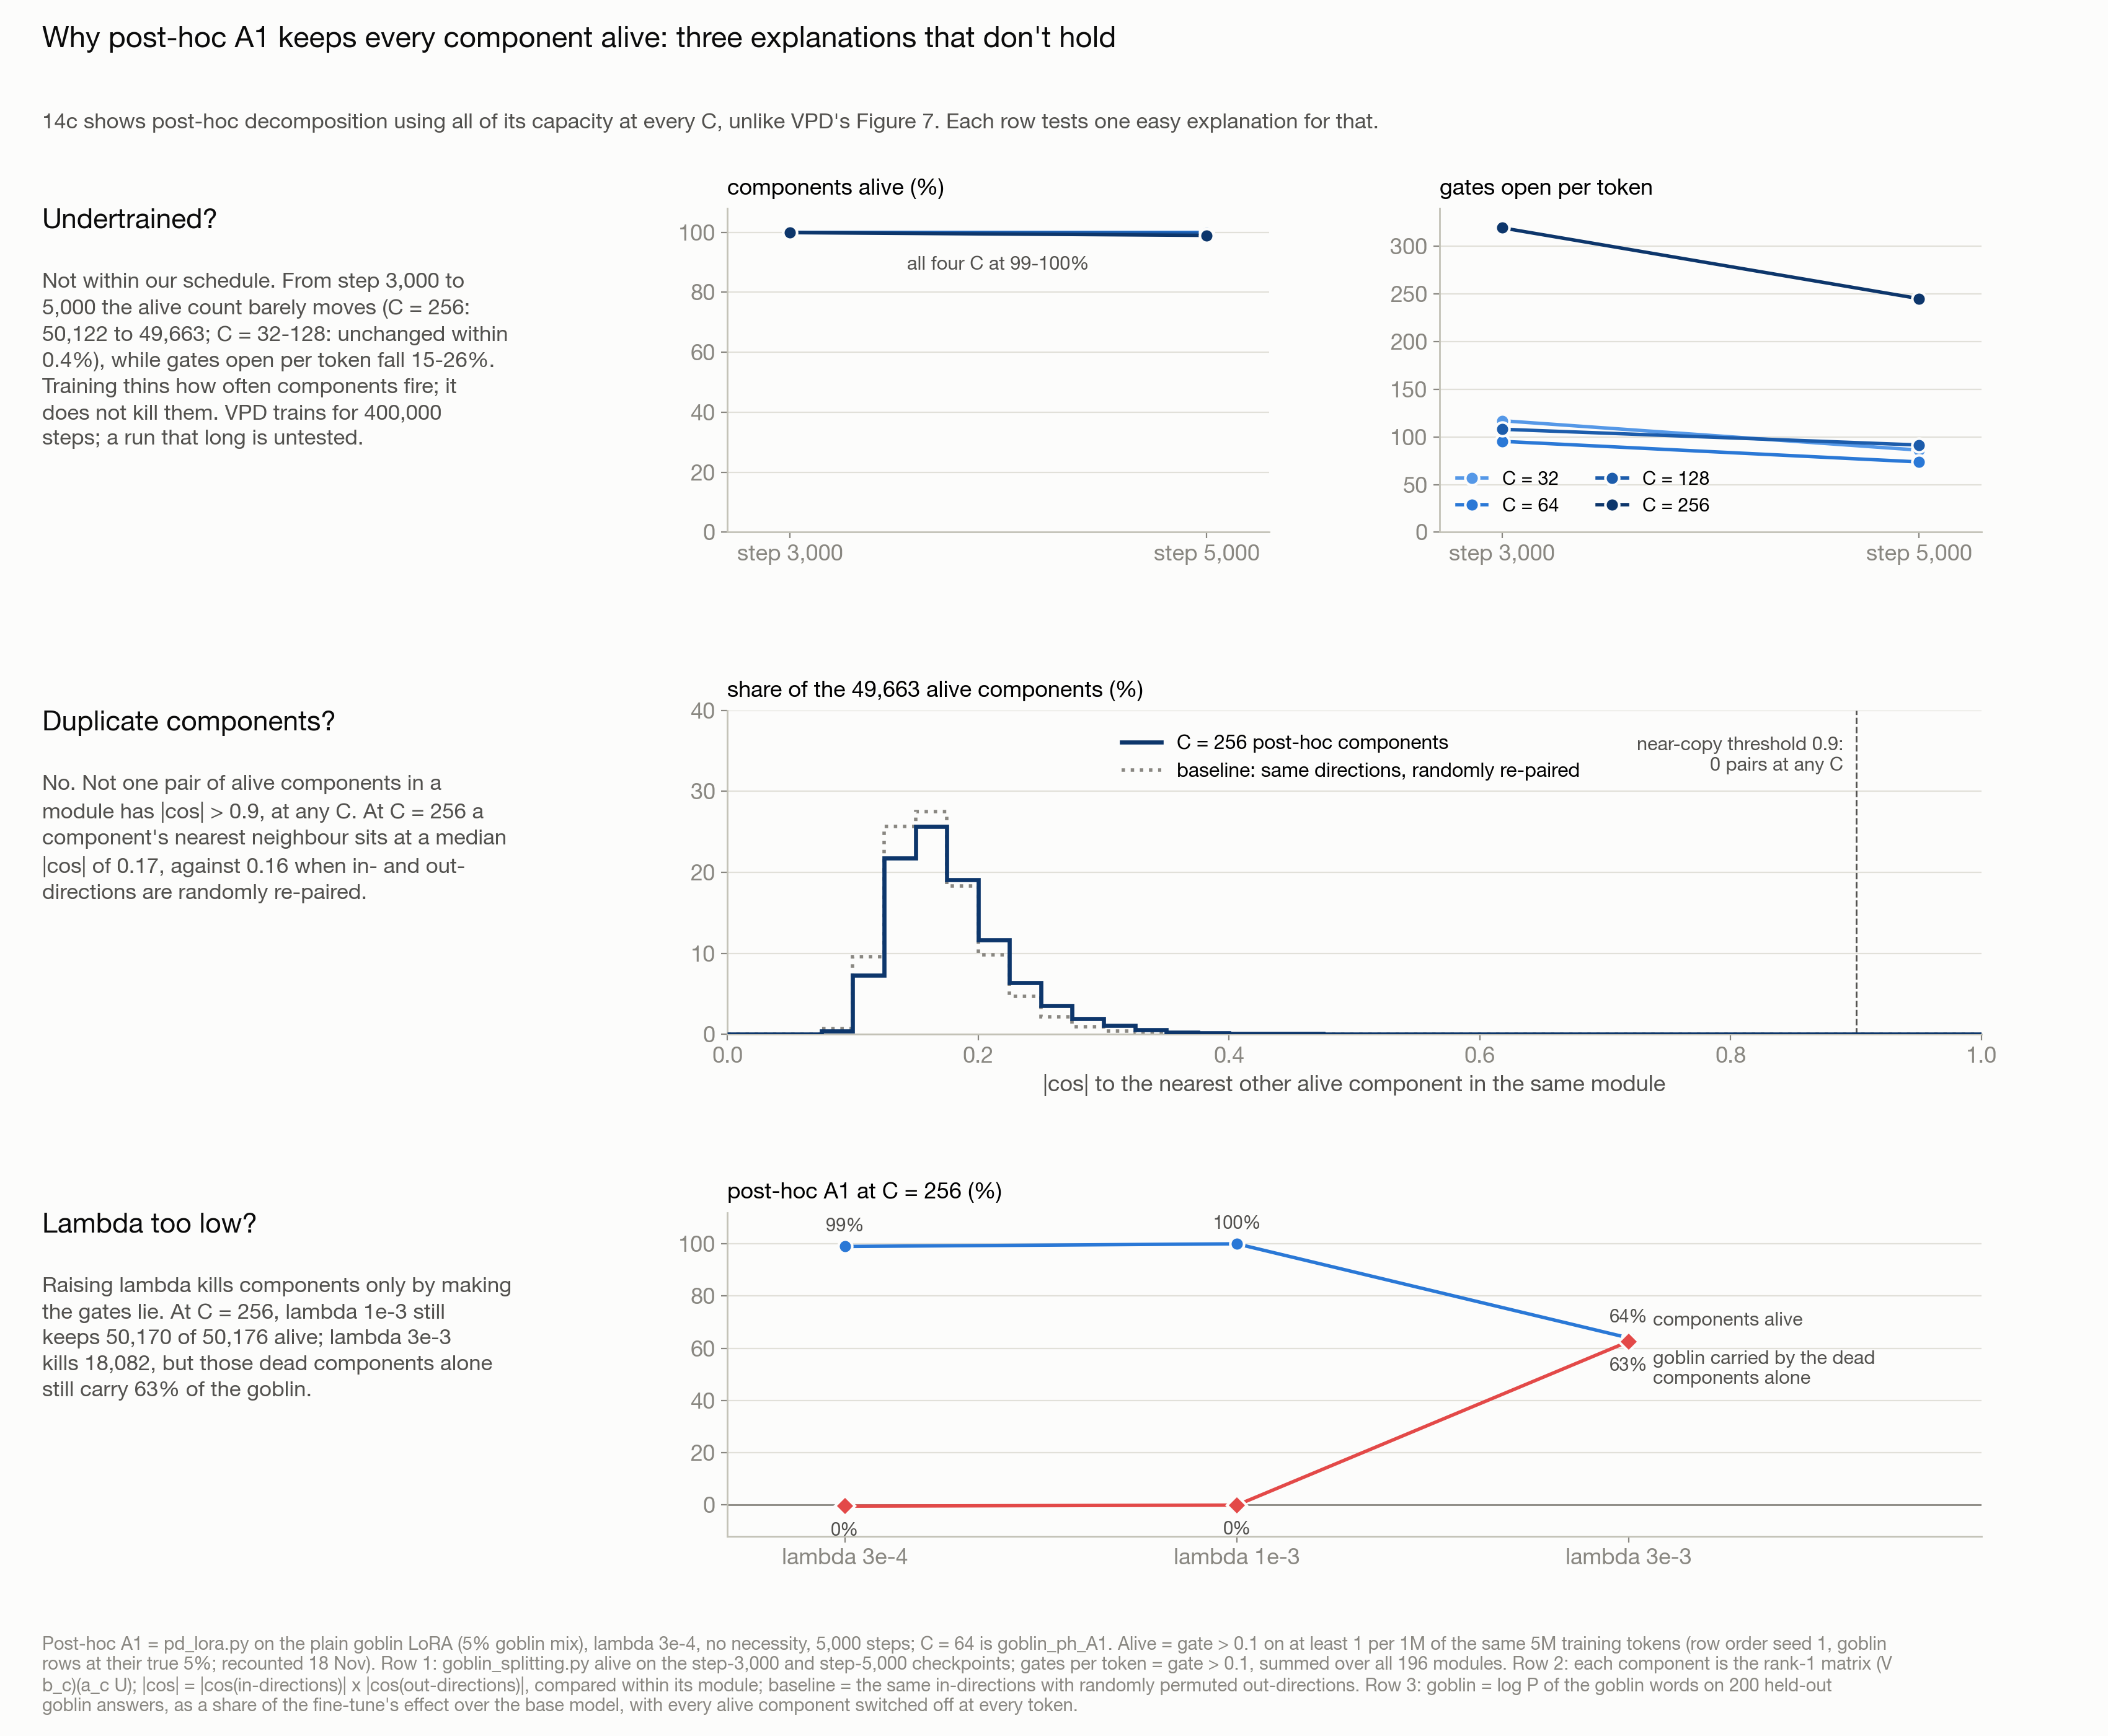 Why post-hoc A1 keeps every component alive: three explanations that don't hold
14c shows post-hoc decomposition using all of its capacity at every C, unlike VPD's Figure 7. Each row tests one easy explanation for that.
Undertrained?
Not within our schedule. From step 3,000 to
5,000 the alive count barely moves (C = 256:
50,122 to 49,663; C = 32-128: unchanged within
0.4%), while gates open per token fall 15-26%.
Training thins how often components fire; it
does not kill them. VPD trains for 400,000
steps; a run that long is untested.
components alive (%)
100
80
60
40
20
0
all four C at 99-100%
step 3,000
step 5,000
gates open per token
300
250
200
150
100
50
0
C = 32
C = 128
C = 64
C = 256
step 3,000
step 5,000
Duplicate components?
No. Not one pair of alive components in a
module has |cos| > 0.9, at any C. At C = 256 a
component's nearest neighbour sits at a median
|cos| of 0.17, against 0.16 when in- and out-
directions are randomly re-paired.
share of the 49,663 alive components (%)
40
30
20
10
0
C = 256 post-hoc components
baseline: same directions, randomly re-paired
near-copy threshold 0.9:
0 pairs at any C
0.0
0.2
0.4
0.6
0.8
1.0
|cos| to the nearest other alive component in the same module
Lambda too low?
Raising lambda kills components only by making
the gates lie. At C = 256, lambda 1e-3 still
keeps 50,170 of 50,176 alive; lambda 3e-3
kills 18,082, but those dead components alone
still carry 63% of the goblin.
post-hoc A1 at C = 256 (%)
100
80
60
40
20
0
99%
100%
64% components alive
63% goblin carried by the dead
components alone
0%
0%
lambda 3e-4
lambda 1e-3
lambda 3e-3
Post-hoc A1 = pd_lora.py on the plain goblin LoRA (5% goblin mix), lambda 3e-4, no necessity, 5,000 steps; C = 64 is goblin_ph_A1. Alive = gate > 0.1 on at least 1 per 1M of the same 5M training tokens (row order seed 1, goblin
rows at their true 5%; recounted 18 Nov). Row 1: goblin_splitting.py alive on the step-3,000 and step-5,000 checkpoints; gates per token = gate > 0.1, summed over all 196 modules. Row 2: each component is the rank-1 matrix (V
b_c)(a_c U); |cos| = |cos(in-directions)| x |cos(out-directions)|, compared within its module; baseline = the same in-directions with randomly permuted out-directions. Row 3: goblin = log P of the goblin words on 200 held-out
goblin answers, as a share of the fine-tune's effect over the base model, with every alive component switched off at every token.